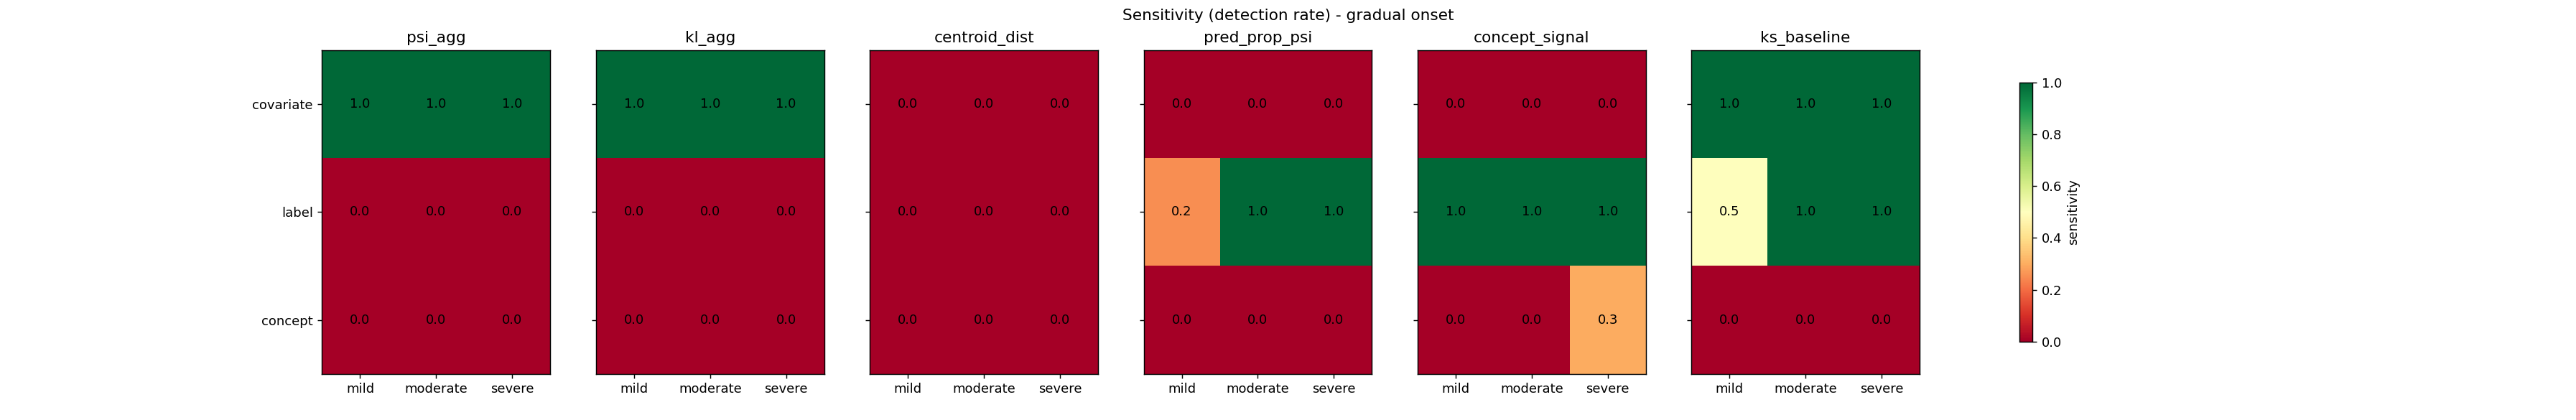 Sensitivity (detection rate) - gradual onset
psi_agg kl_agg centroid_dist pred_prop_psi concept_signal ks_baseline
covariate 1.0 1.0 1.0 1.0 1.0 1.0 0.0 0.0 0.0 0.0 0.0 0.0 0.0 0.0 0.0 1.0 1.0 1.0
label 0.0 0.0 0.0 0.0 0.0 0.0 0.0 0.0 0.0 0.2 1.0 1.0 1.0 1.0 1.0 0.5 1.0 1.0
concept 0.0 0.0 0.0 0.0 0.0 0.0 0.0 0.0 0.0 0.0 0.0 0.0 0.0 0.0 0.3 0.0 0.0 0.0
mild moderate severe mild moderate severe mild moderate severe mild moderate severe mild moderate severe mild moderate severe
1.0
0.8
0.6
0.4
0.2
0.0
sensitivity